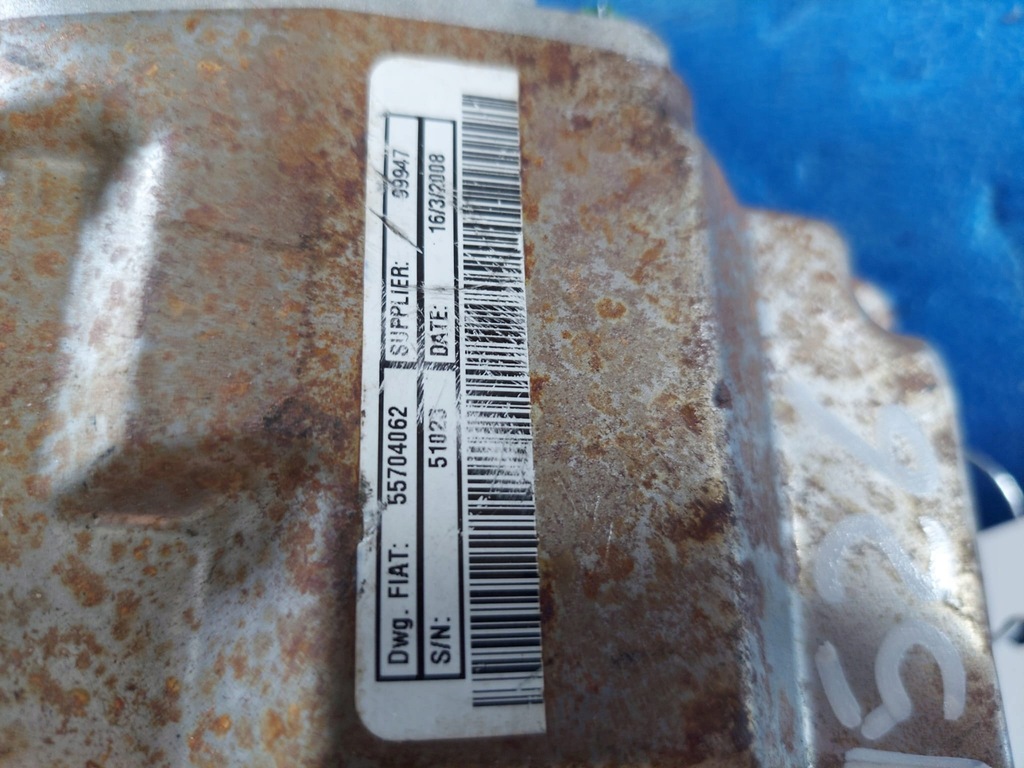 Dwg. FIAT: 55704062 SUPPLIER: 99947
S/N: 51023 DATE: 16/3/2008